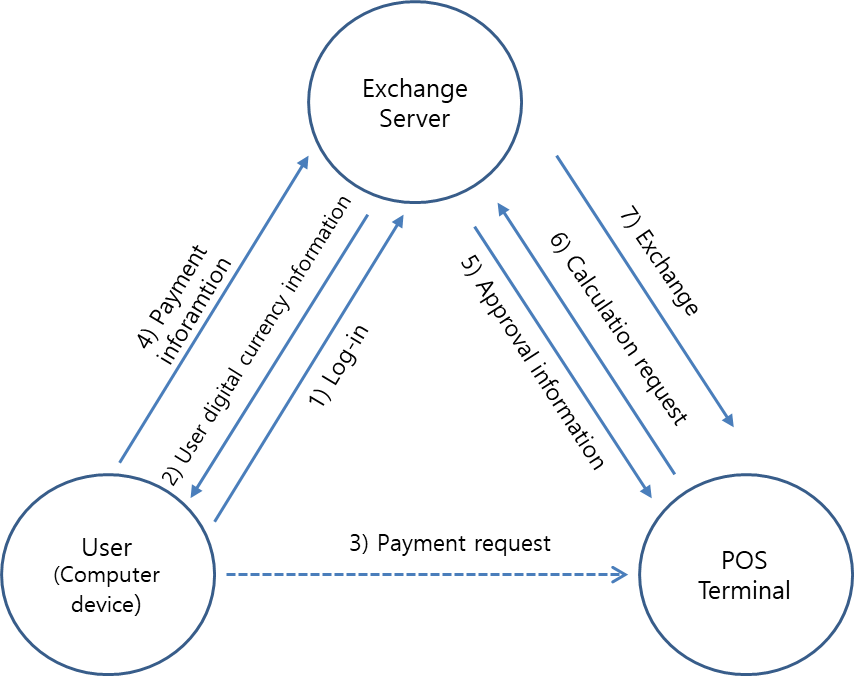 Exchange
Server
4) Payment
inforamtion
2) User digital currency information
1) Log-in
5) Approval information
6) Calculation request
7) Exchange
3) Payment request
User
(Computer
device)
POS
Terminal